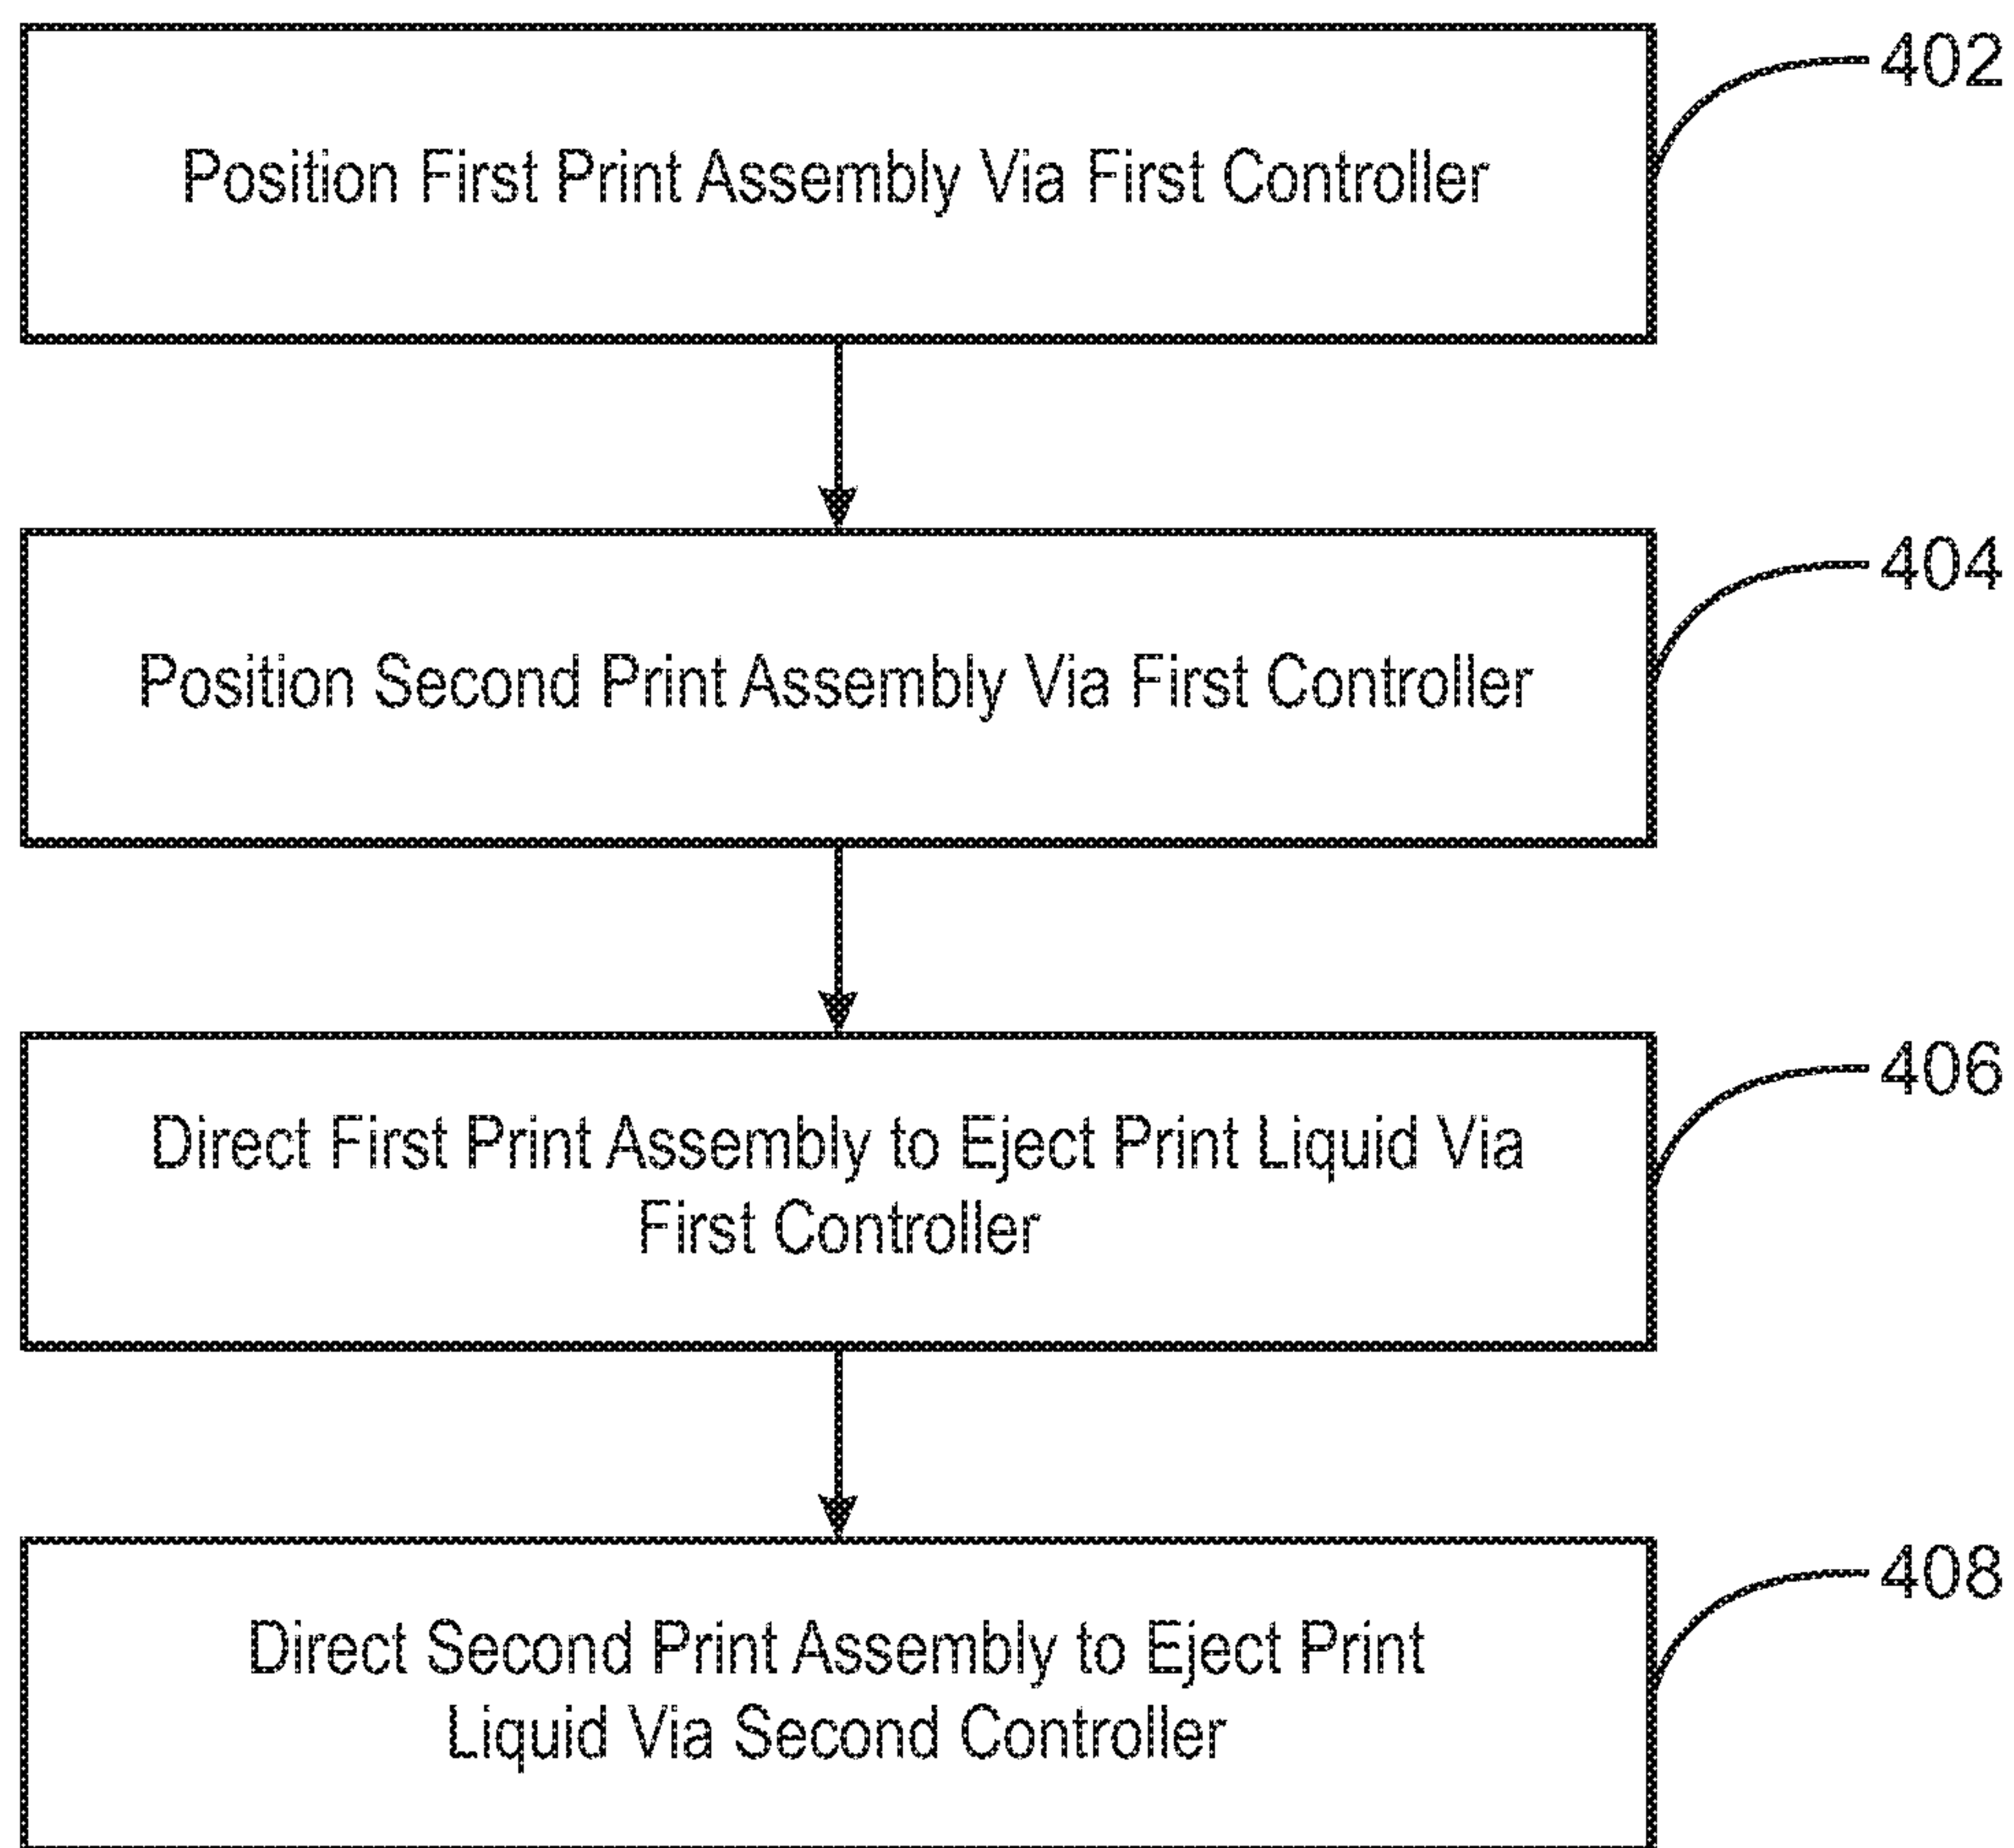 402
Position First Print Assembly Via First Controller
404
Position Second Print Assembly Via First Controller
406
Direct First Print Assembly to Eject Print Liquid Via
First Controller
408
Direct Second Print Assembly to Eject Print
Liquid Via Second Controller